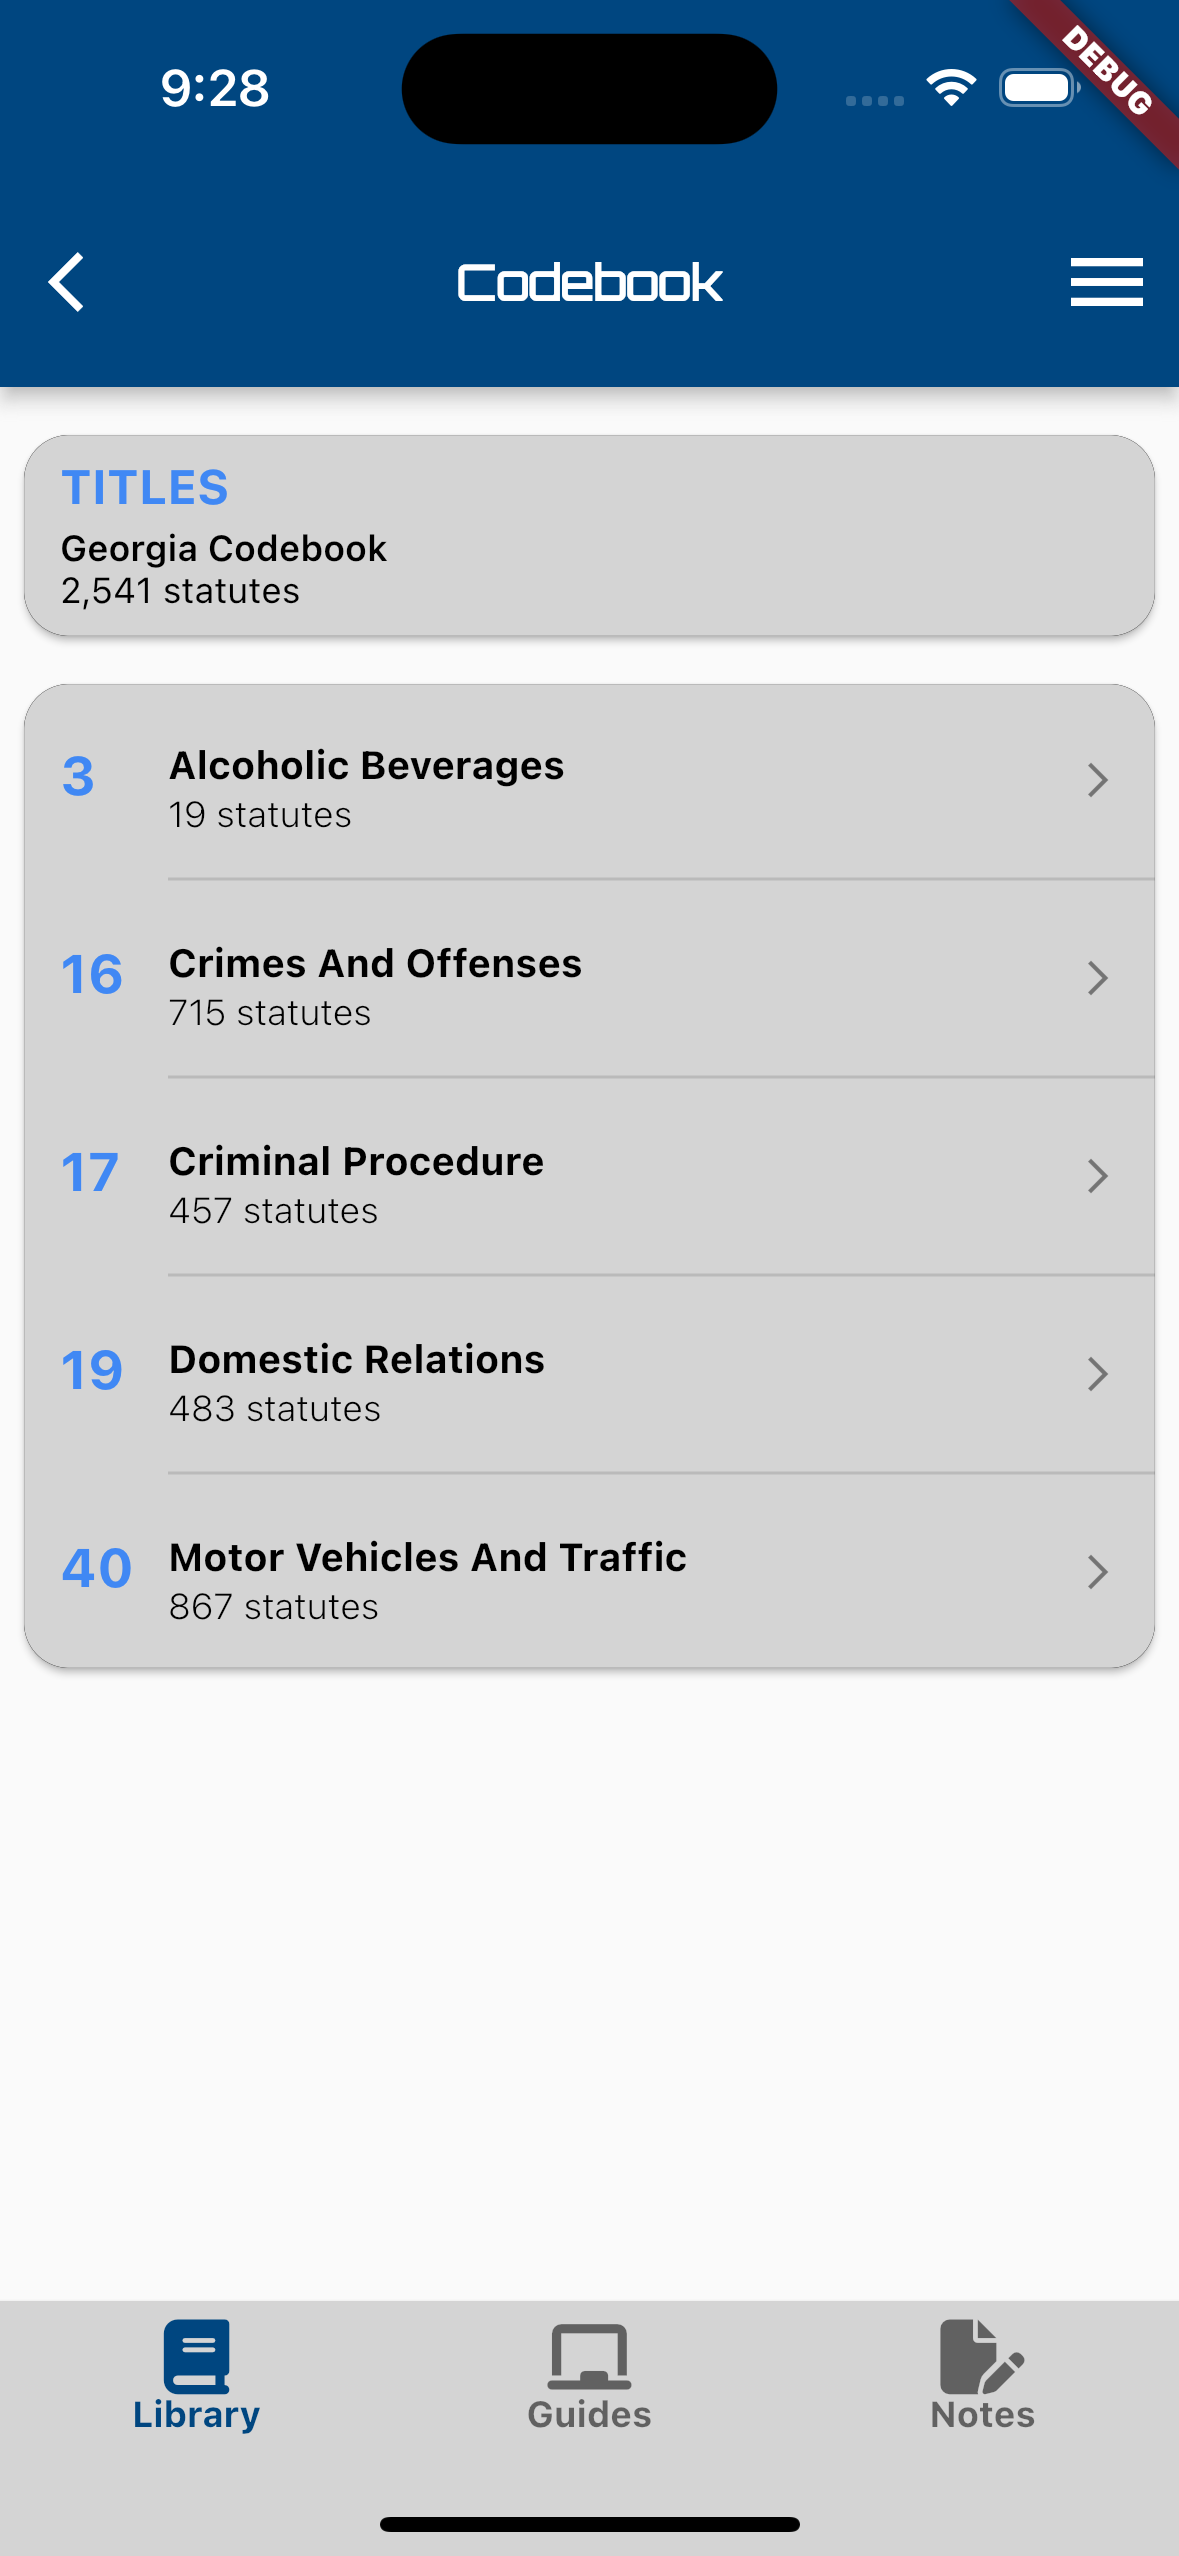 9:28
DEBUG
Codebook
TITLES
Georgia Codebook
2,541 statutes
3
Alcoholic Beverages
19 statutes
16
Crimes And Offenses
715 statutes
17
Criminal Procedure
457 statutes
19
Domestic Relations
483 statutes
40
Motor Vehicles And Traffic
867 statutes
Library
Guides
Notes